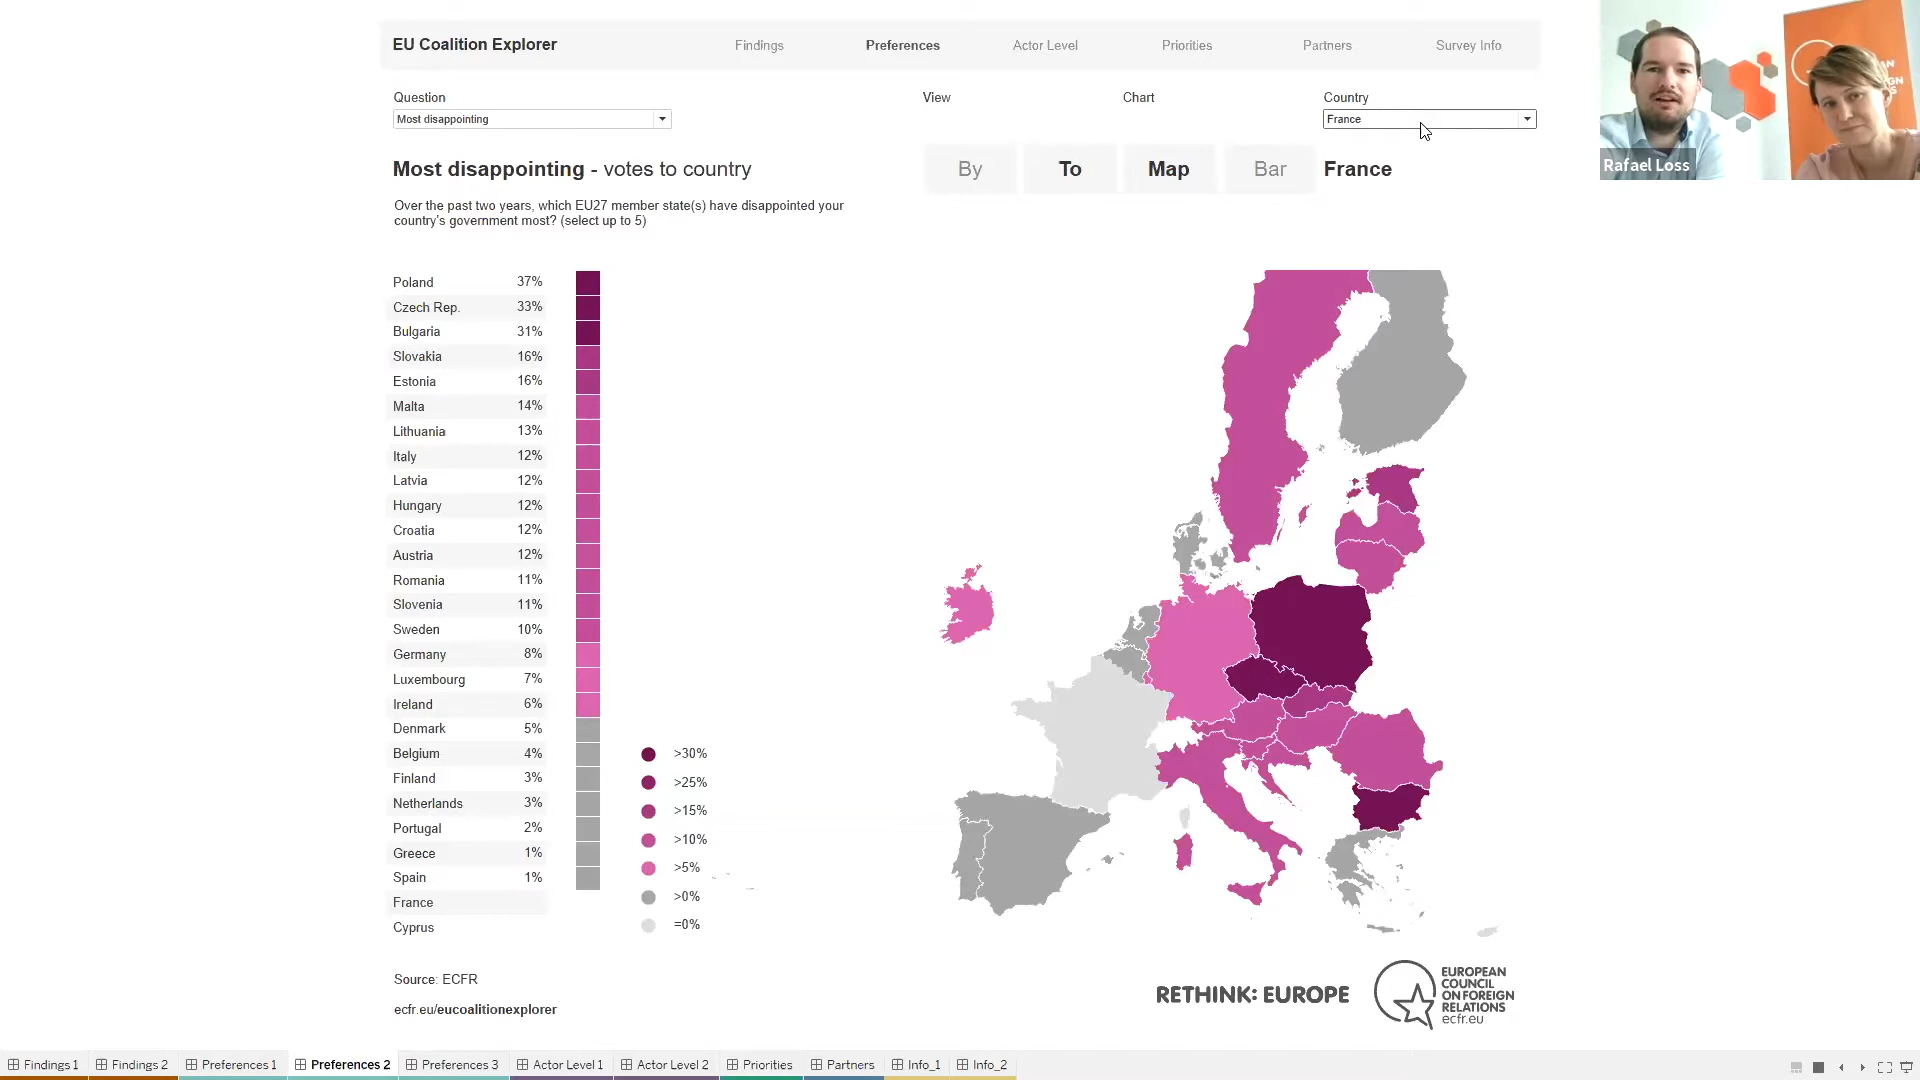 EU Coalition Explorer
Findings
Preferences
Actor Level
Priorities
Partners
Survey Info
Question
View
Chart
Country
Most disappointing
France
Most disappointing - votes to country
By
To
Map
Bar
France
Over the past two years, which EU27 member state(s) have disappointed your
country's government most? (select up to 5)
Poland 37%
Czech Rep. 33%
Bulgaria 31%
Slovakia 16%
Estonia 16%
Malta 14%
Lithuania 13%
Italy 12%
Latvia 12%
Hungary 12%
Croatia 12%
Austria 12%
Romania 11%
Slovenia 11%
Sweden 10%
Germany 8%
Luxembourg 7%
Ireland 6%
Denmark 5%
Belgium 4%
Finland 3%
Netherlands 3%
Portugal 2%
Greece 1%
Spain 1%
France
Cyprus
>30%
>25%
>15%
>10%
>5%
>0%
=0%
Source: ECFR
ecfr.eu/eucoalitionexplorer
RETHINK: EUROPE
EUROPEAN
COUNCIL
ON FOREIGN
RELATIONS
ecfr.eu
Rafael Loss
Findings 1
Findings 2
Preferences 1
Preferences 2
Preferences 3
Actor Level 1
Actor Level 2
Priorities
Partners
Info_1
Info_2